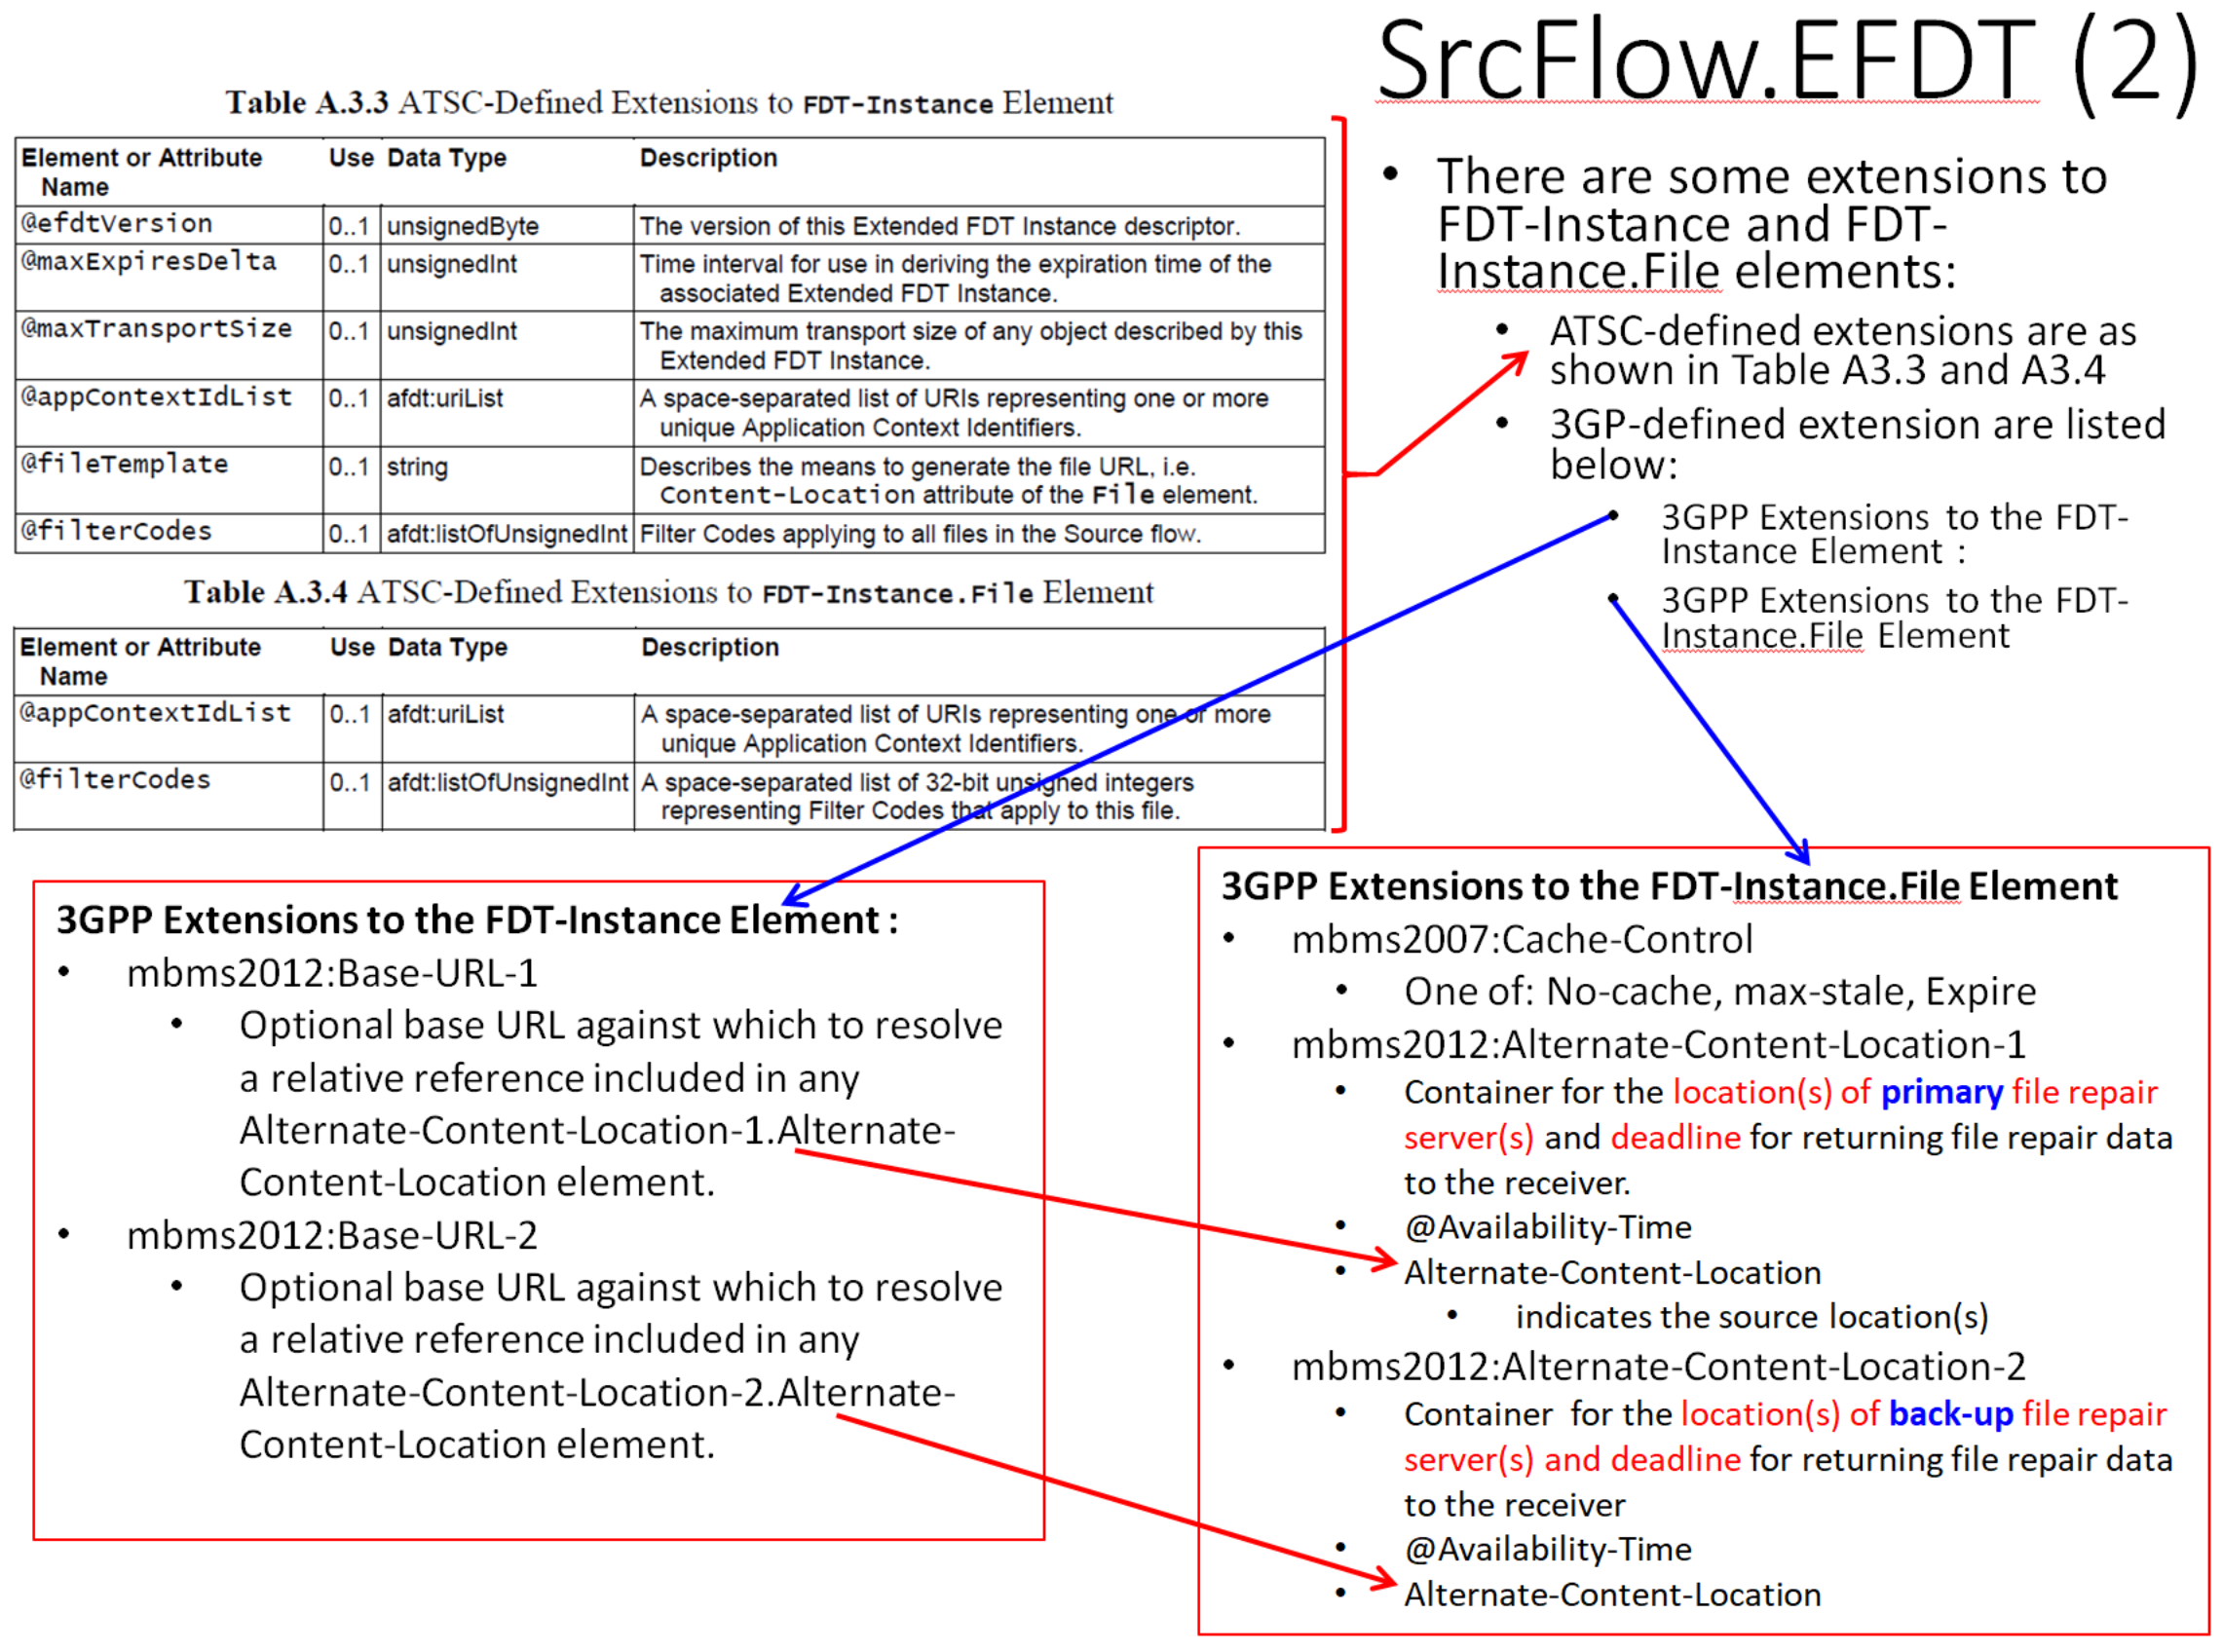 SrcFlow.EFDT (2)
Table A.3.3 ATSC-Defined Extensions to FDT-Instance Element
Element or Attribute Name Use Data Type Description
@efdtVersion 0..1 unsignedByte The version of this Extended FDT Instance descriptor.
@maxExpiresDelta 0..1 unsignedInt Time interval for use in deriving the expiration time of the
associated Extended FDT Instance.
@maxTransportSize 0..1 unsignedInt The maximum transport size of any object described by this
Extended FDT Instance.
@appContextIdList 0..1 afdt:uriList A space-separated list of URIs representing one or more
unique Application Context Identifiers.
@fileTemplate 0..1 string Describes the means to generate the file URL, i.e.
Content-Location attribute of the File element.
@filterCodes 0..1 afdt:listOfUnsignedInt Filter Codes applying to all files in the Source flow.
Table A.3.4 ATSC-Defined Extensions to FDT-Instance.File Element
Element or Attribute Name Use Data Type Description
@appContextIdList 0..1 afdt:uriList A space-separated list of URIs representing one or more
unique Application Context Identifiers.
@filterCodes 0..1 afdt:listOfUnsignedInt A space-separated list of 32-bit unsigned integers
representing Filter Codes that apply to this file.
• There are some extensions to
FDT-Instance and FDT-
Instance.File elements:
• ATSC-defined extensions are as
shown in Table A3.3 and A3.4
• 3GP-defined extension are listed
below:
• 3GPP Extensions to the FDT-
Instance Element :
• 3GPP Extensions to the FDT-
Instance.File Element
3GPP Extensions to the FDT-Instance Element :
• mbms2012:Base-URL-1
• Optional base URL against which to resolve
a relative reference included in any
Alternate-Content-Location-1.Alternate-
Content-Location element.
• mbms2012:Base-URL-2
• Optional base URL against which to resolve
a relative reference included in any
Alternate-Content-Location-2.Alternate-
Content-Location element.
3GPP Extensions to the FDT-Instance.File Element
• mbms2007:Cache-Control
• One of: No-cache, max-stale, Expire
• mbms2012:Alternate-Content-Location-1
• Container for the location(s) of primary file repair
server(s) and deadline for returning file repair data
to the receiver.
• @Availability-Time
• Alternate-Content-Location
• indicates the source location(s)
• mbms2012:Alternate-Content-Location-2
• Container for the location(s) of back-up file repair
server(s) and deadline for returning file repair data
to the receiver
• @Availability-Time
• Alternate-Content-Location